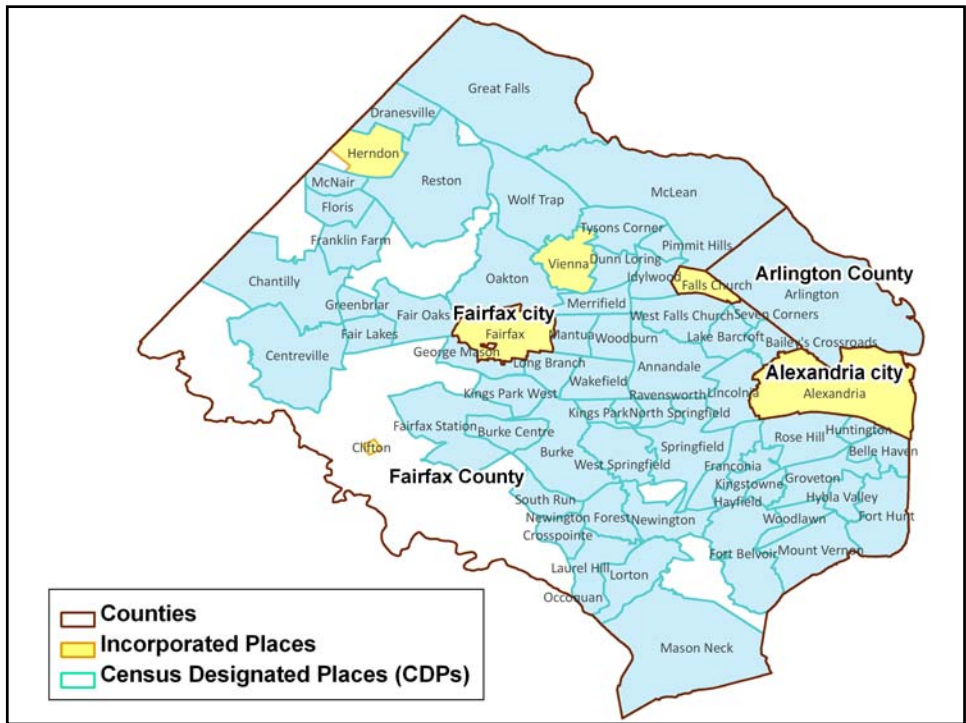 Great Falls
Dranesville
Herndon
McNair
Reston
McLean
Wolf Trap
Floris
Tysons Corner
Franklin Farm
Pimmit Hills
Vienna
Dunn Loring
Arlington County
Idylwood
Chantilly
Oakton
Falls Church
Arlington
Greenbriar
Fair Oaks
Merrifield
Fairfax city
West Falls Church
Seven Corners
Fair Lakes
Fairfax
Mantua
Woodburn
Lake Barcroft
Bailey's Crossroads
Centreville
George Mason
Long Branch
Annandale
Alexandria city
Wakefield
Kings Park West
Ravensworth
Lincolnia
Alexandria
Kings Park
North Springfield
Fairfax Station
Burke Centre
Huntington
Rose Hill
Clifton
Burke
Springfield
Belle Haven
West Springfield
Franconia
Fairfax County
Kingstowne
Groveton
South Run
Hayfield
Hybla Valley
Newington Forest
Newington
Woodlawn
Fort Hunt
Crosspointe
Fort Belvoir
Mount Vernon
Laurel Hill
Lorton
Occoquan
Mason Neck
Counties
Incorporated Places
Census Designated Places (CDPs)